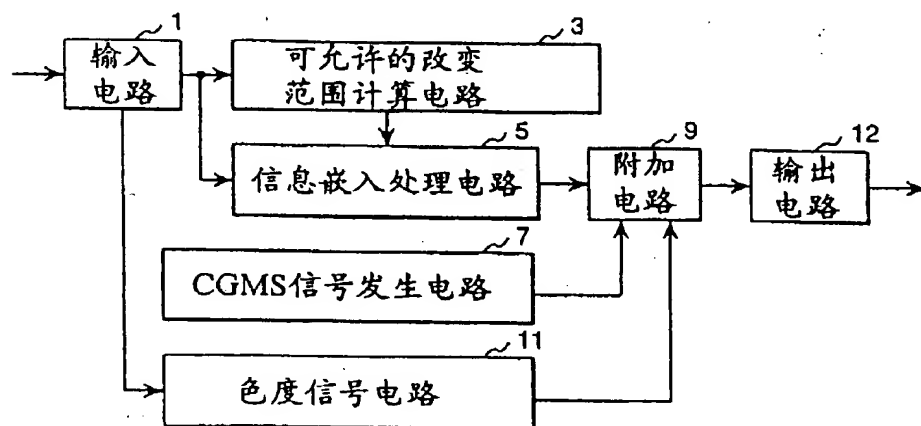 1
输入
电路
3
可允许的改变
范围计算电路
5
信息嵌入处理电路
9
附加
电路
12
输出
电路
7
CGMS信号发生电路
11
色度信号电路